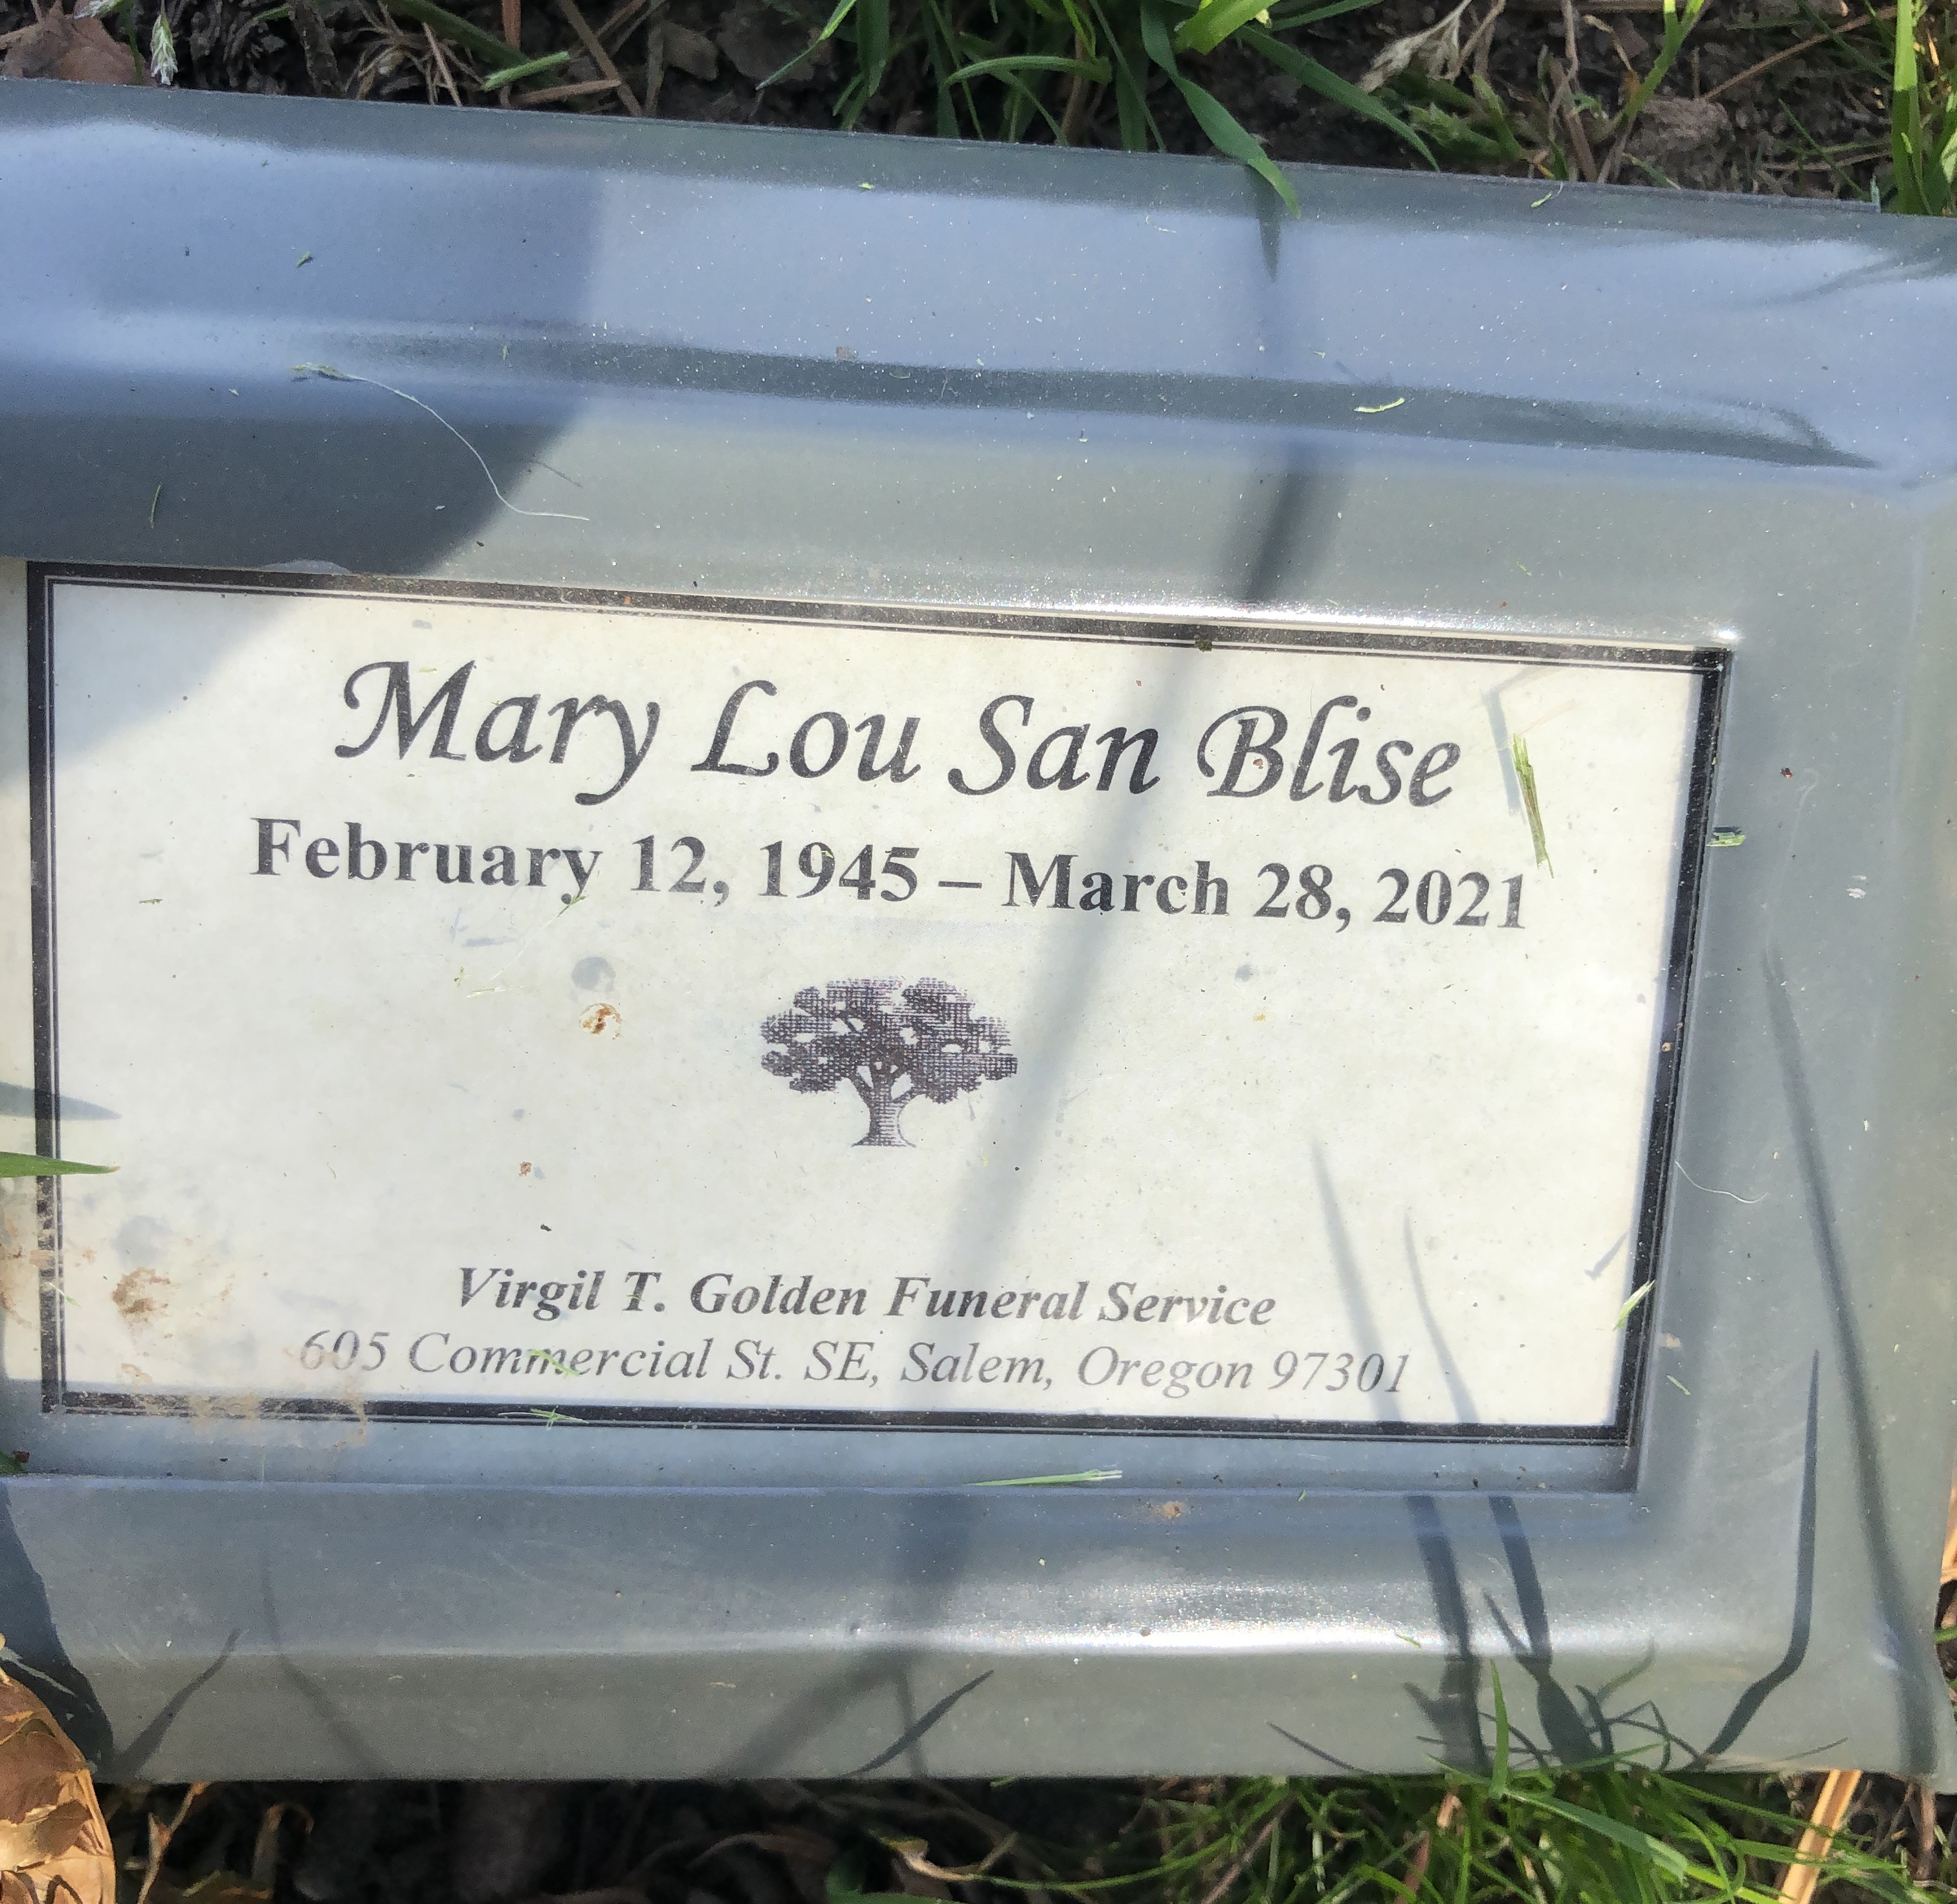 Mary Lou San Blise
February 12, 1945 – March 28, 2021
Virgil T. Golden Funeral Service
605 Commercial St. SE, Salem, Oregon 97301